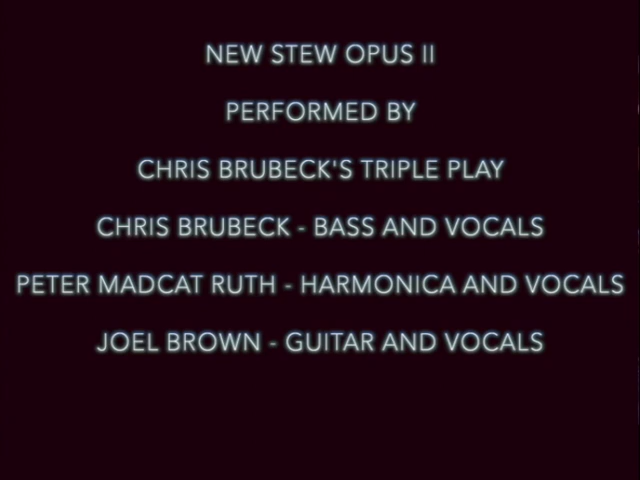 NEW STEW OPUS II
PERFORMED BY
CHRIS BRUBECK'S TRIPLE PLAY
CHRIS BRUBECK - BASS AND VOCALS
PETER MADCAT RUTH - HARMONICA AND VOCALS
JOEL BROWN - GUITAR AND VOCALS